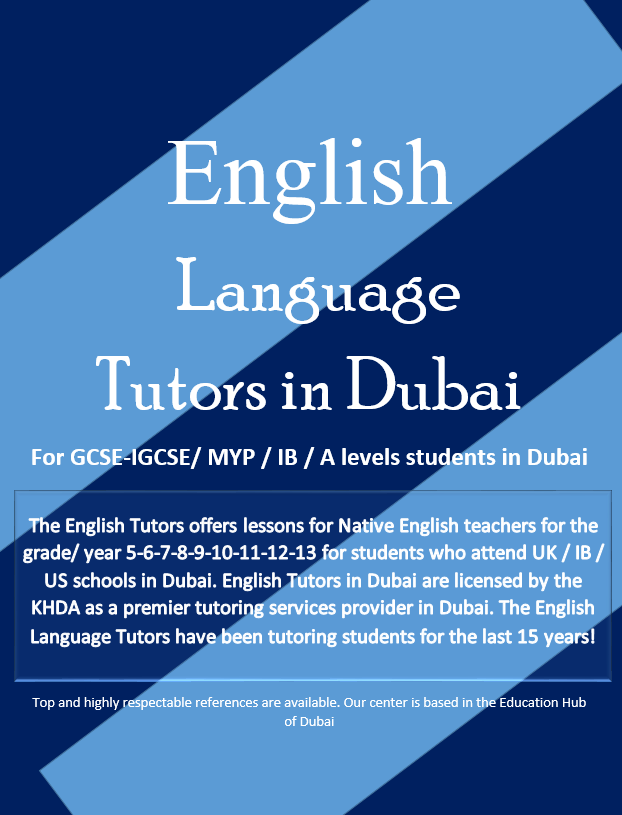 English
Language
Tutors in Dubai
For GCSE-IGCSE/ MYP / IB / A levels students in Dubai
The English Tutors offers lessons for Native English teachers for the
grade/ year 5-6-7-8-9-10-11-12-13 for students who attend UK / IB /
US schools in Dubai. English Tutors in Dubai are licensed by the
KHDA as a premier tutoring services provider in Dubai. The English
Language Tutors have been tutoring students for the last 15 years!
Top and highly respectable references are available. Our center is based in the Education Hub
of Dubai